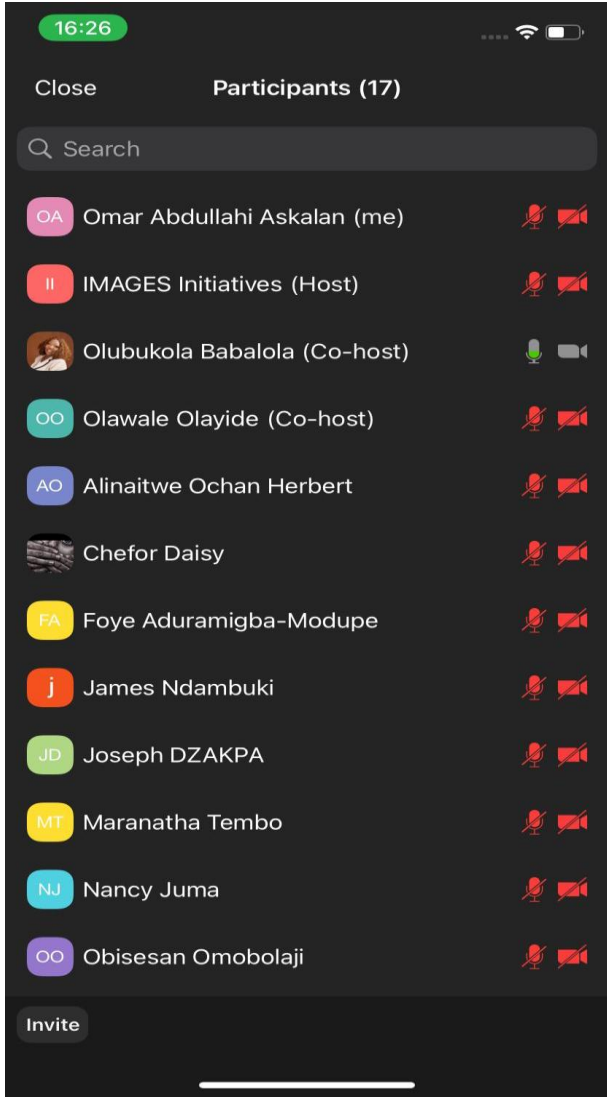 16:26
Close Participants (17)
Search
OA Omar Abdullahi Askalan (me)
II IMAGES Initiatives (Host)
Olubukola Babalola (Co-host)
OO Olawale Olayide (Co-host)
AO Alinaitwe Ochan Herbert
Chefor Daisy
FA Foye Aduramigba-Modupe
j James Ndambuki
JD Joseph DZAKPA
MT Maranatha Tembo
NJ Nancy Juma
OO Obisesan Omobolaji
Invite